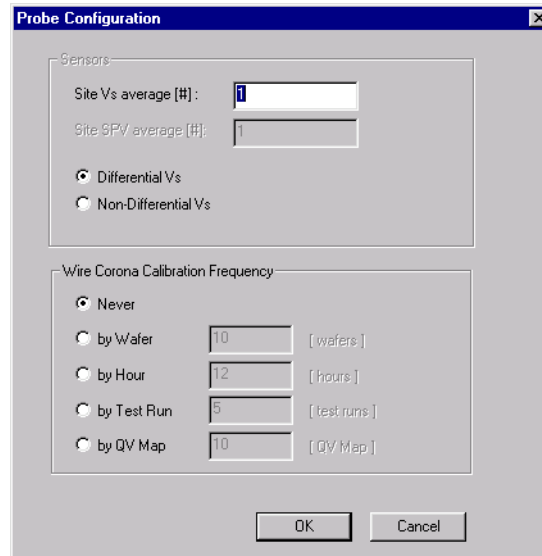 Probe Configuration
Sensors
Site Vs average [#] : 1
Site SPV average [#]: 1
Differential Vs
Non-Differential Vs
Wire Corona Calibration Frequency
Never
by Wafer 10 [ wafers ]
by Hour 12 [ hours ]
by Test Run 5 [ test runs ]
by QV Map 10 [ QV Map ]
OK Cancel